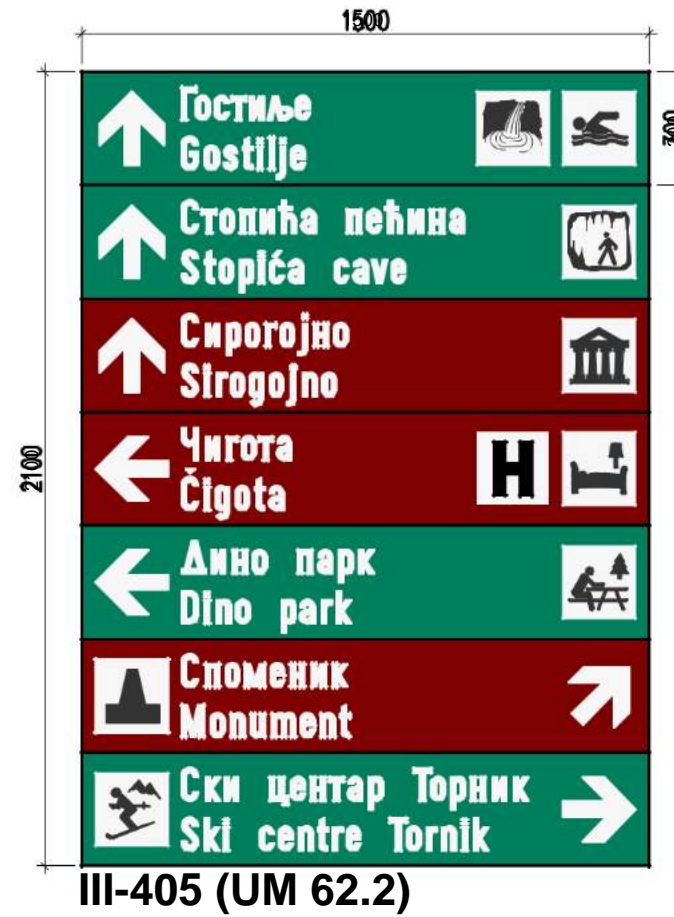 1500
300
Гостиље
Gostilje
Стопића пећина
Stopića cave
Сирогојно
Sirogojno
2100
Чигота
Čigota
H
Дино парк
Dino park
Споменик
Monument
Ски центар Торник
Ski centre Tornik
III-405 (UM 62.2)